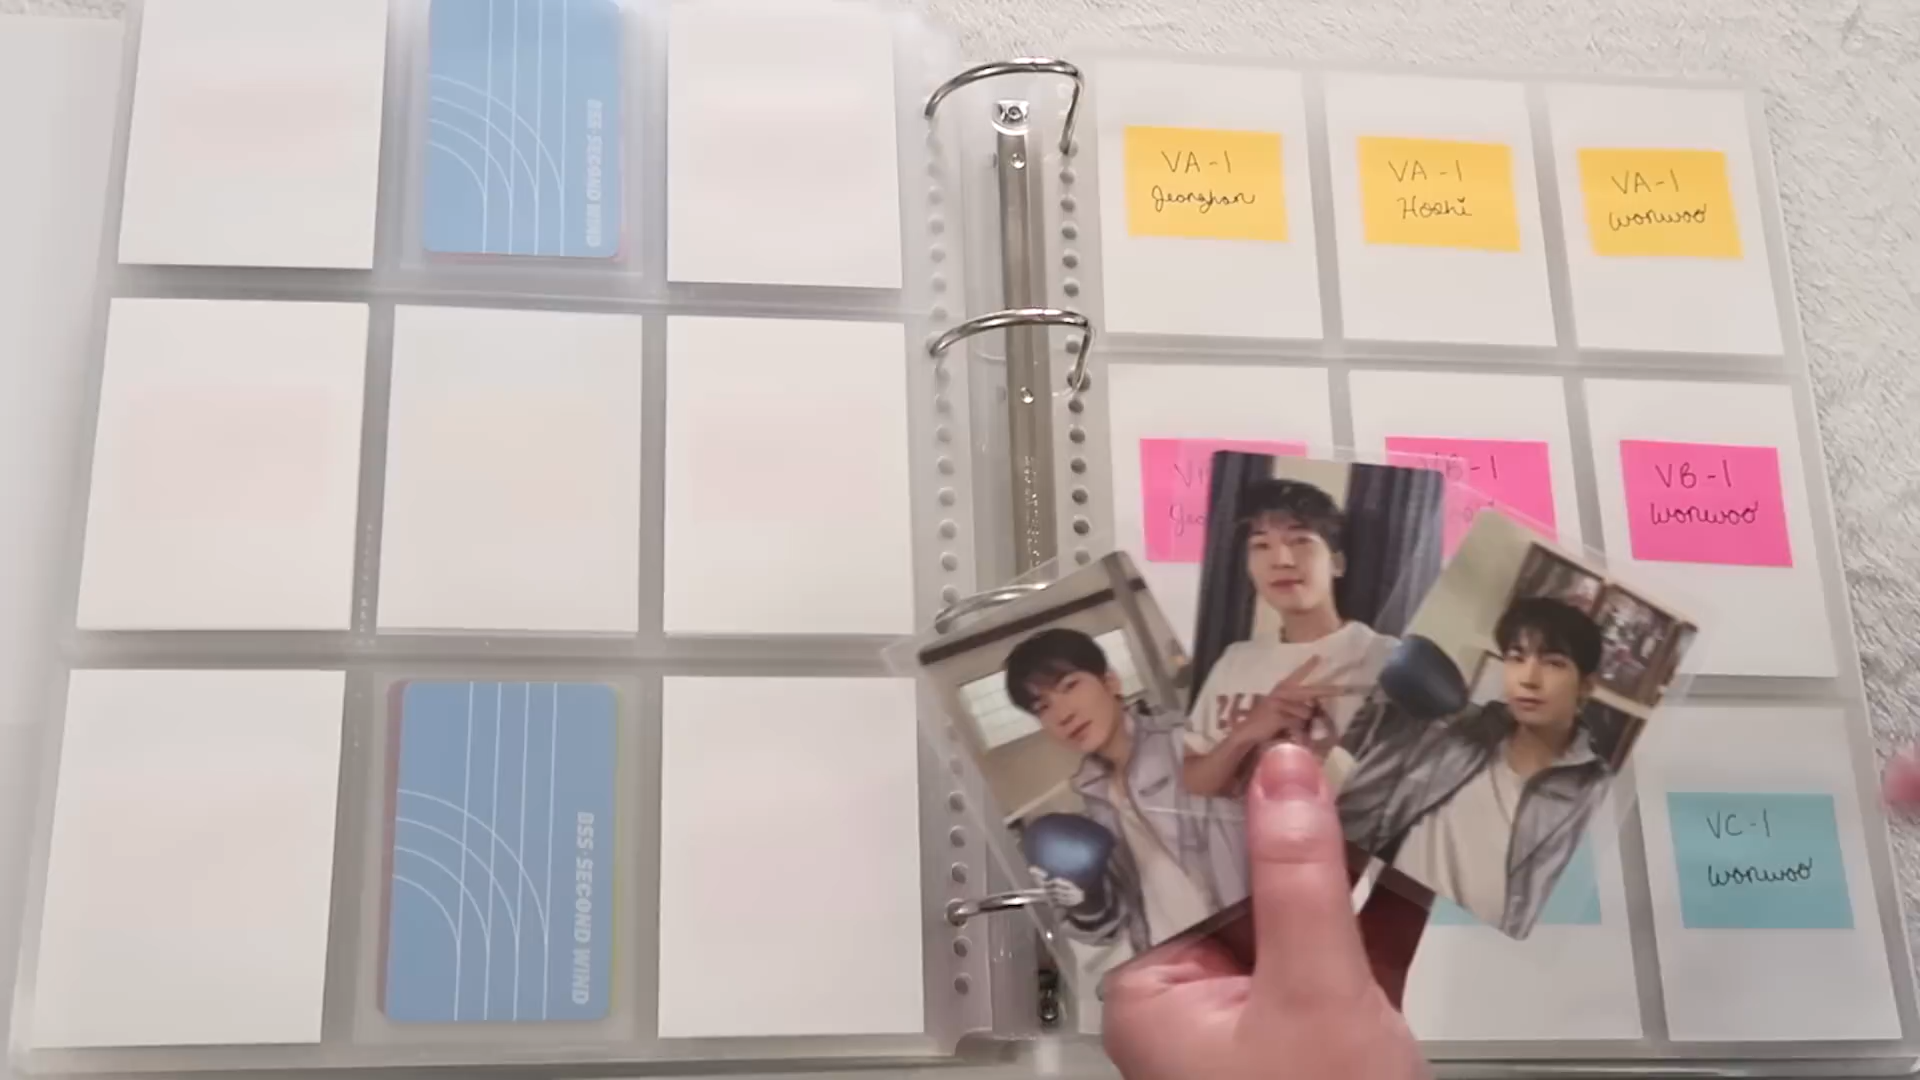 BSS · SECOND WIND
BSS · SECOND WIND
VA-1
Jeonghan
VA-1
Hoshi
VA-1
Wonwoo
VB-1
Wonwoo
VC-1
Wonwoo